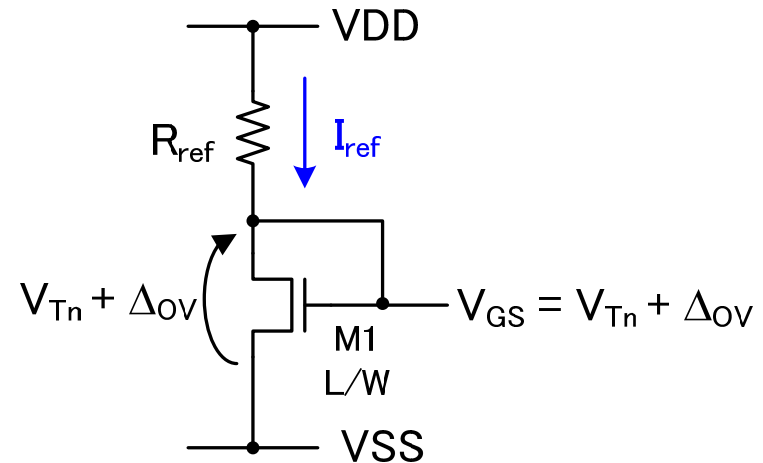 VDD
Rref
Iref
VTn + ΔOV
VGS = VTn + ΔOV
M1
L/W
VSS